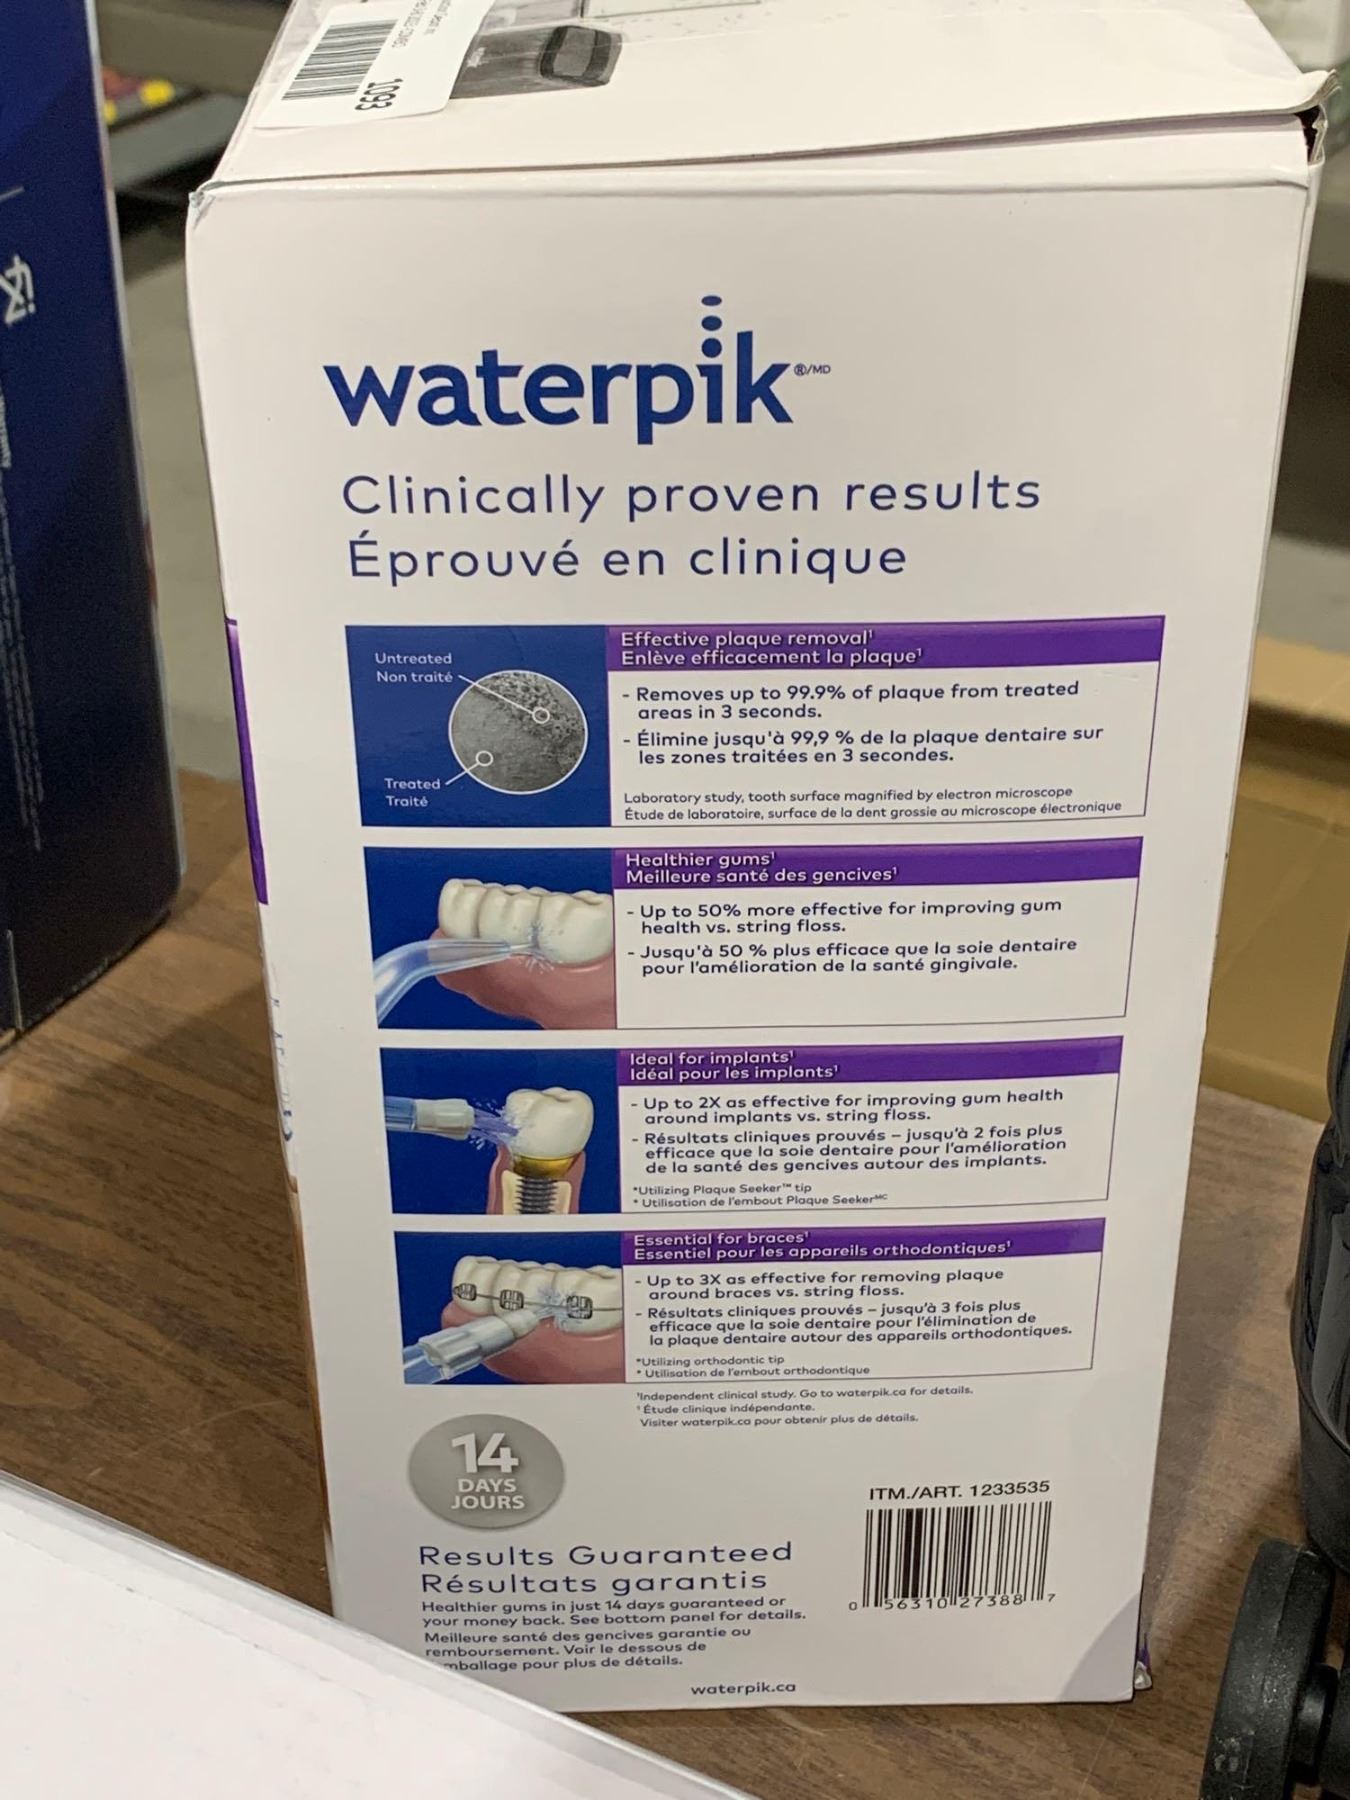 1093
waterpik®/MD
Clinically proven results
Éprouvé en clinique
Untreated
Non traité
Treated
Traité
Effective plaque removal¹
Enlève efficacement la plaque¹
- Removes up to 99.9% of plaque from treated
areas in 3 seconds.
- Élimine jusqu'à 99,9 % de la plaque dentaire sur
les zones traitées en 3 secondes.
Laboratory study, tooth surface magnified by electron microscope
Étude de laboratoire, surface de la dent grossie au microscope électronique
Healthier gums¹
Meilleure santé des gencives¹
- Up to 50% more effective for improving gum
health vs. string floss.
- Jusqu'à 50 % plus efficace que la soie dentaire
pour l'amélioration de la santé gingivale.
Ideal for implants¹
Idéal pour les implants¹
- Up to 2X as effective for improving gum health
around implants vs. string floss.
- Résultats cliniques prouvés – jusqu'à 2 fois plus
efficace que la soie dentaire pour l'amélioration
de la santé des gencives autour des implants.
*Utilizing Plaque Seeker™ tip
* Utilisation de l'embout Plaque Seekerᴹᶜ
Essential for braces¹
Essentiel pour les appareils orthodontiques¹
- Up to 3X as effective for removing plaque
around braces vs. string floss.
- Résultats cliniques prouvés – jusqu'à 3 fois plus
efficace que la soie dentaire pour l'élimination de
la plaque dentaire autour des appareils orthodontiques.
*Utilizing orthodontic tip
* Utilisation de l'embout orthodontique
¹Independent clinical study. Go to waterpik.ca for details.
¹ Étude clinique indépendante.
Visiter waterpik.ca pour obtenir plus de détails.
14
DAYS
JOURS
ITM./ART. 1233535
0 56310 27388 7
Results Guaranteed
Résultats garantis
Healthier gums in just 14 days guaranteed or
your money back. See bottom panel for details.
Meilleure santé des gencives garantie ou
remboursement. Voir le dessous de
mballage pour plus de détails.
waterpik.ca